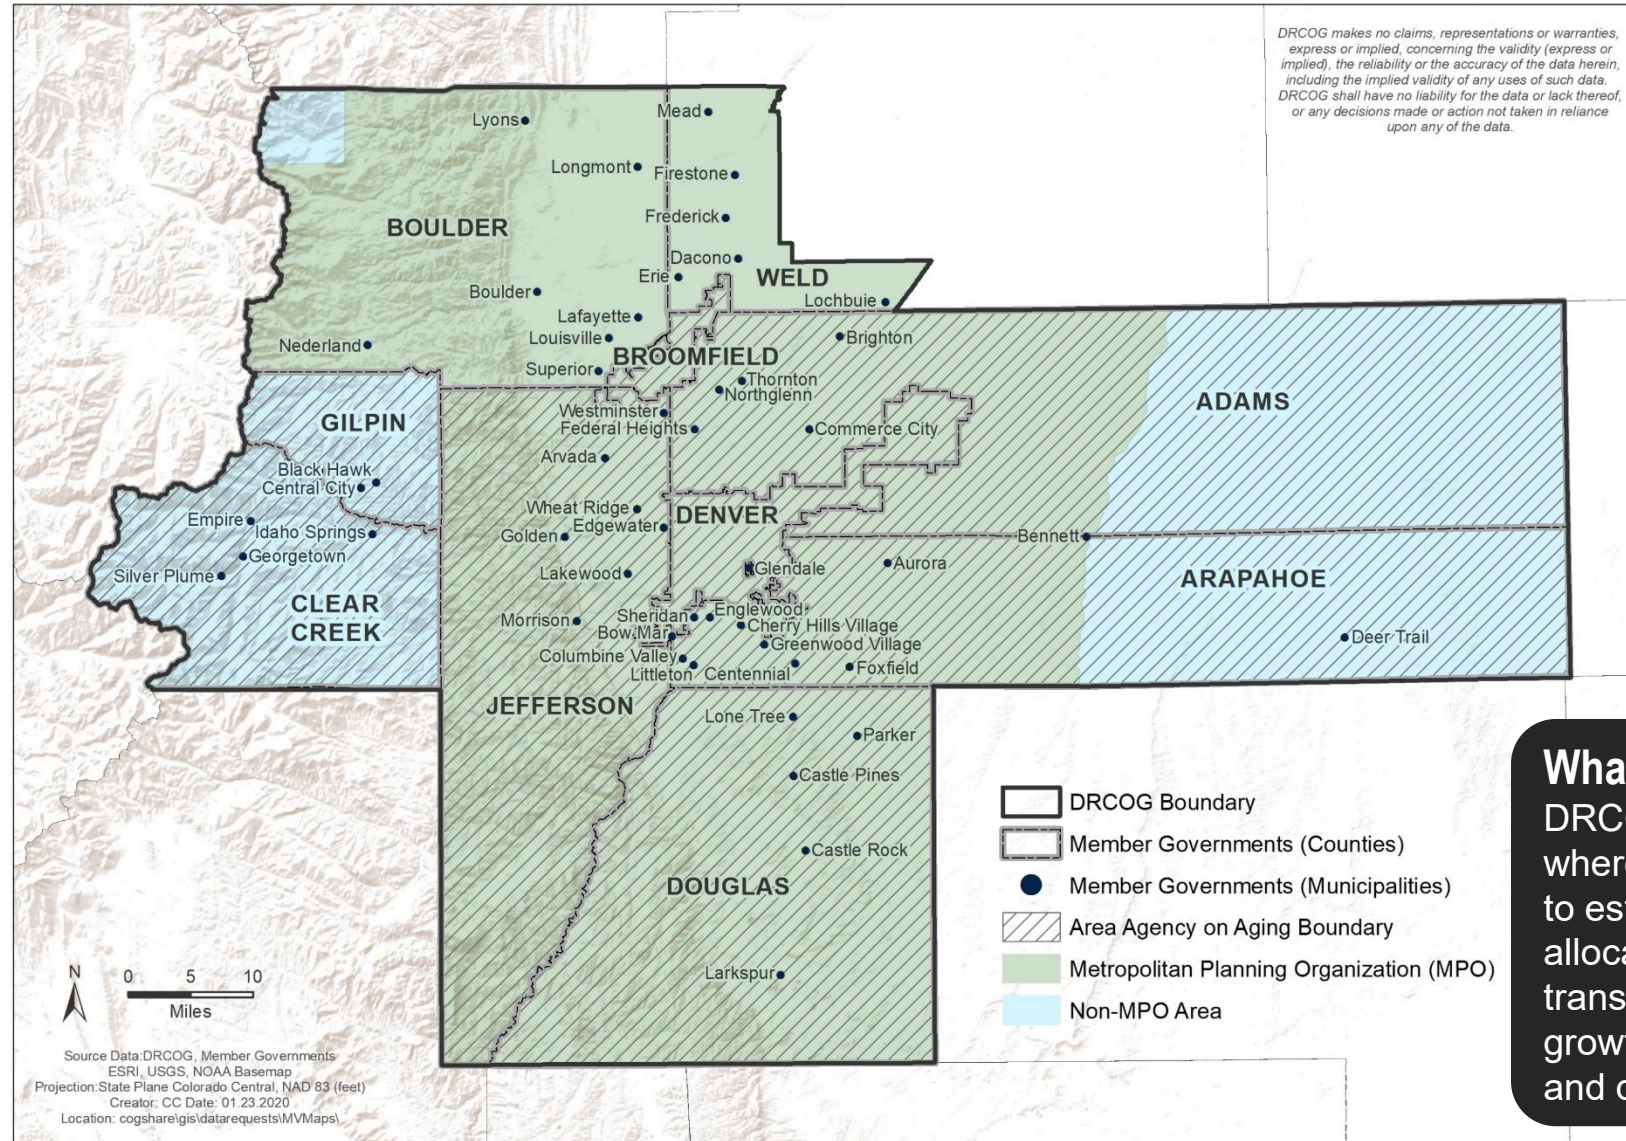 DRCOG makes no claims, representations or warranties,
express or implied, concerning the validity (express or
implied), the reliability or the accuracy of the data herein,
including the implied validity of any uses of such data.
DRCOG shall have no liability for the data or lack thereof,
or any decisions made or action not taken in reliance
upon any of the data.
Lyons
Mead
Longmont
Firestone
BOULDER
Frederick
Dacono
Erie
WELD
Boulder
Lochbuie
Lafayette
Louisville
Brighton
Nederland
BROOMFIELD
Superior
Thornton
Northglenn
ADAMS
Westminster
GILPIN
Federal Heights
Commerce City
Arvada
Black Hawk
Central City
Wheat Ridge
DENVER
Empire
Edgewater
Idaho Springs
Golden
Bennett
Georgetown
Glendale
Aurora
Silver Plume
Lakewood
ARAPAHOE
CLEAR
CREEK
Sheridan
Englewood
Morrison
Cherry Hills Village
Bow Mar
Deer Trail
Greenwood Village
Columbine Valley
Littleton
Centennial
Foxfield
JEFFERSON
Lone Tree
Parker
Castle Pines
Castle Rock
DOUGLAS
Larkspur
DRCOG Boundary
Member Governments (Counties)
Member Governments (Municipalities)
Area Agency on Aging Boundary
Metropolitan Planning Organization (MPO)
Non-MPO Area
N
0 5 10
Miles
Source Data:DRCOG, Member Governments
ESRI, USGS, NOAA Basemap
Projection:State Plane Colorado Central, NAD 83 (feet)
Creator: CC Date: 01.23.2020
Location: cogshare\gis\datarequests\MVMaps\
Wha
DRCO
where
to est
alloca
trans
growt
and c